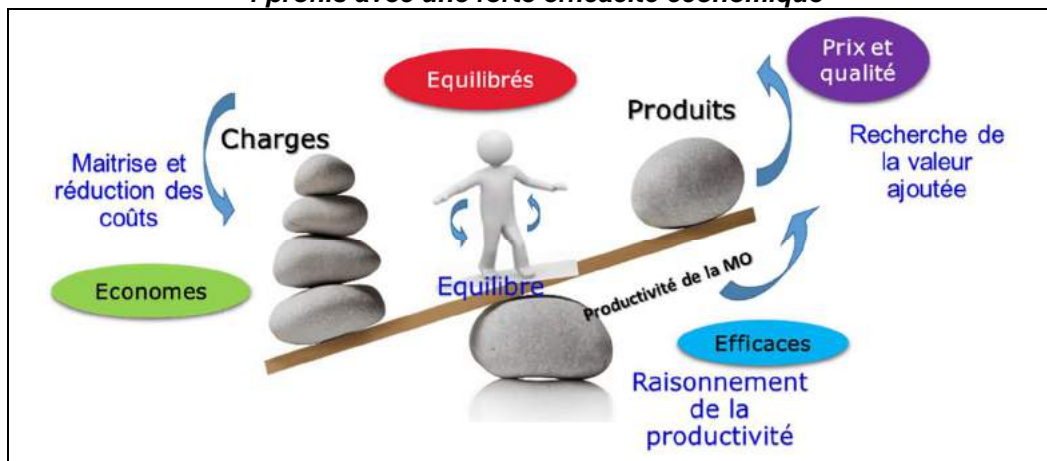 4 profils avec une forte efficacité économique
Equilibrés
Prix et
qualité
Produits
Charges
Recherche de
la valeur
ajoutée
Maitrise et
réduction des
coûts
Economes
Equilibre
Productivité de la MO
Efficaces
Raisonnement
de la
productivité